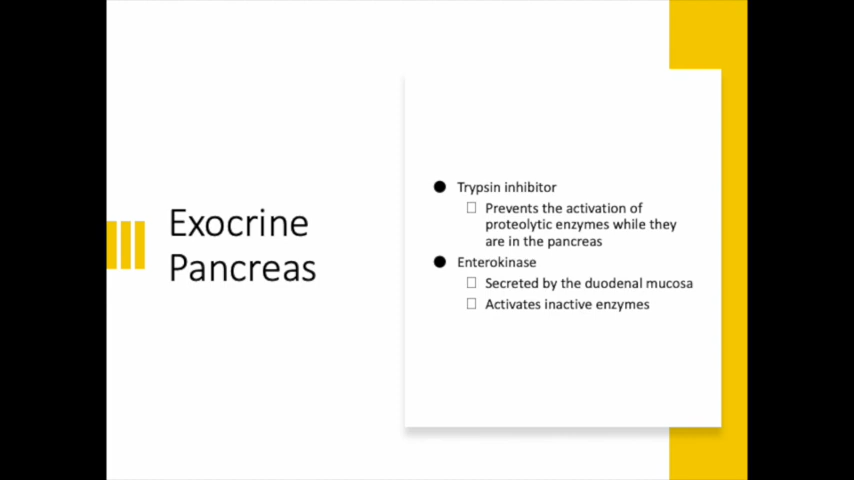 Exocrine
Pancreas
● Trypsin inhibitor
□ Prevents the activation of
proteolytic enzymes while they
are in the pancreas
● Enterokinase
□ Secreted by the duodenal mucosa
□ Activates inactive enzymes